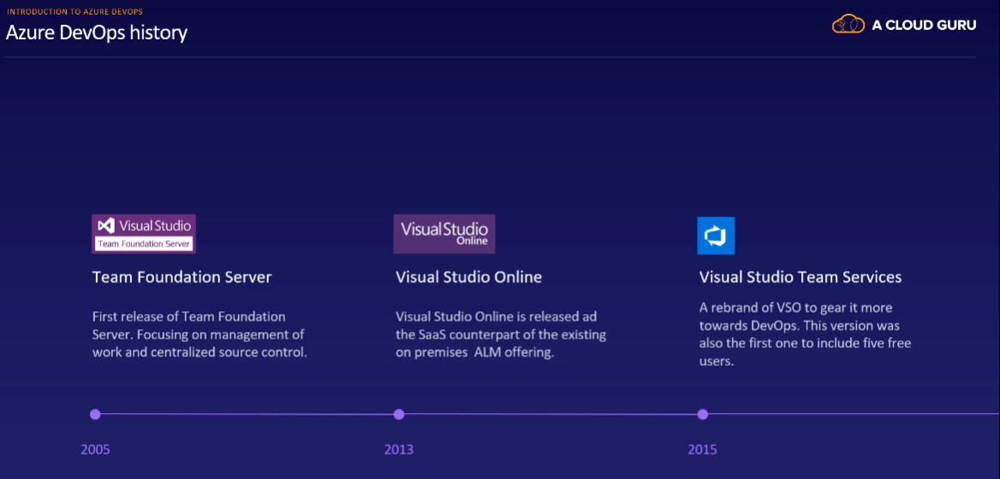 INTRODUCTION TO AZURE DEVOPS
Azure DevOps history
A CLOUD GURU
Visual Studio
Team Foundation Server
Team Foundation Server
First release of Team Foundation
Server. Focusing on management of
work and centralized source control.
2005
Visual Studio
Online
Visual Studio Online
Visual Studio Online is released ad
the SaaS counterpart of the existing
on premises ALM offering.
2013
Visual Studio Team Services
A rebrand of VSO to gear it more
towards DevOps. This version was
also the first one to include five free
users.
2015